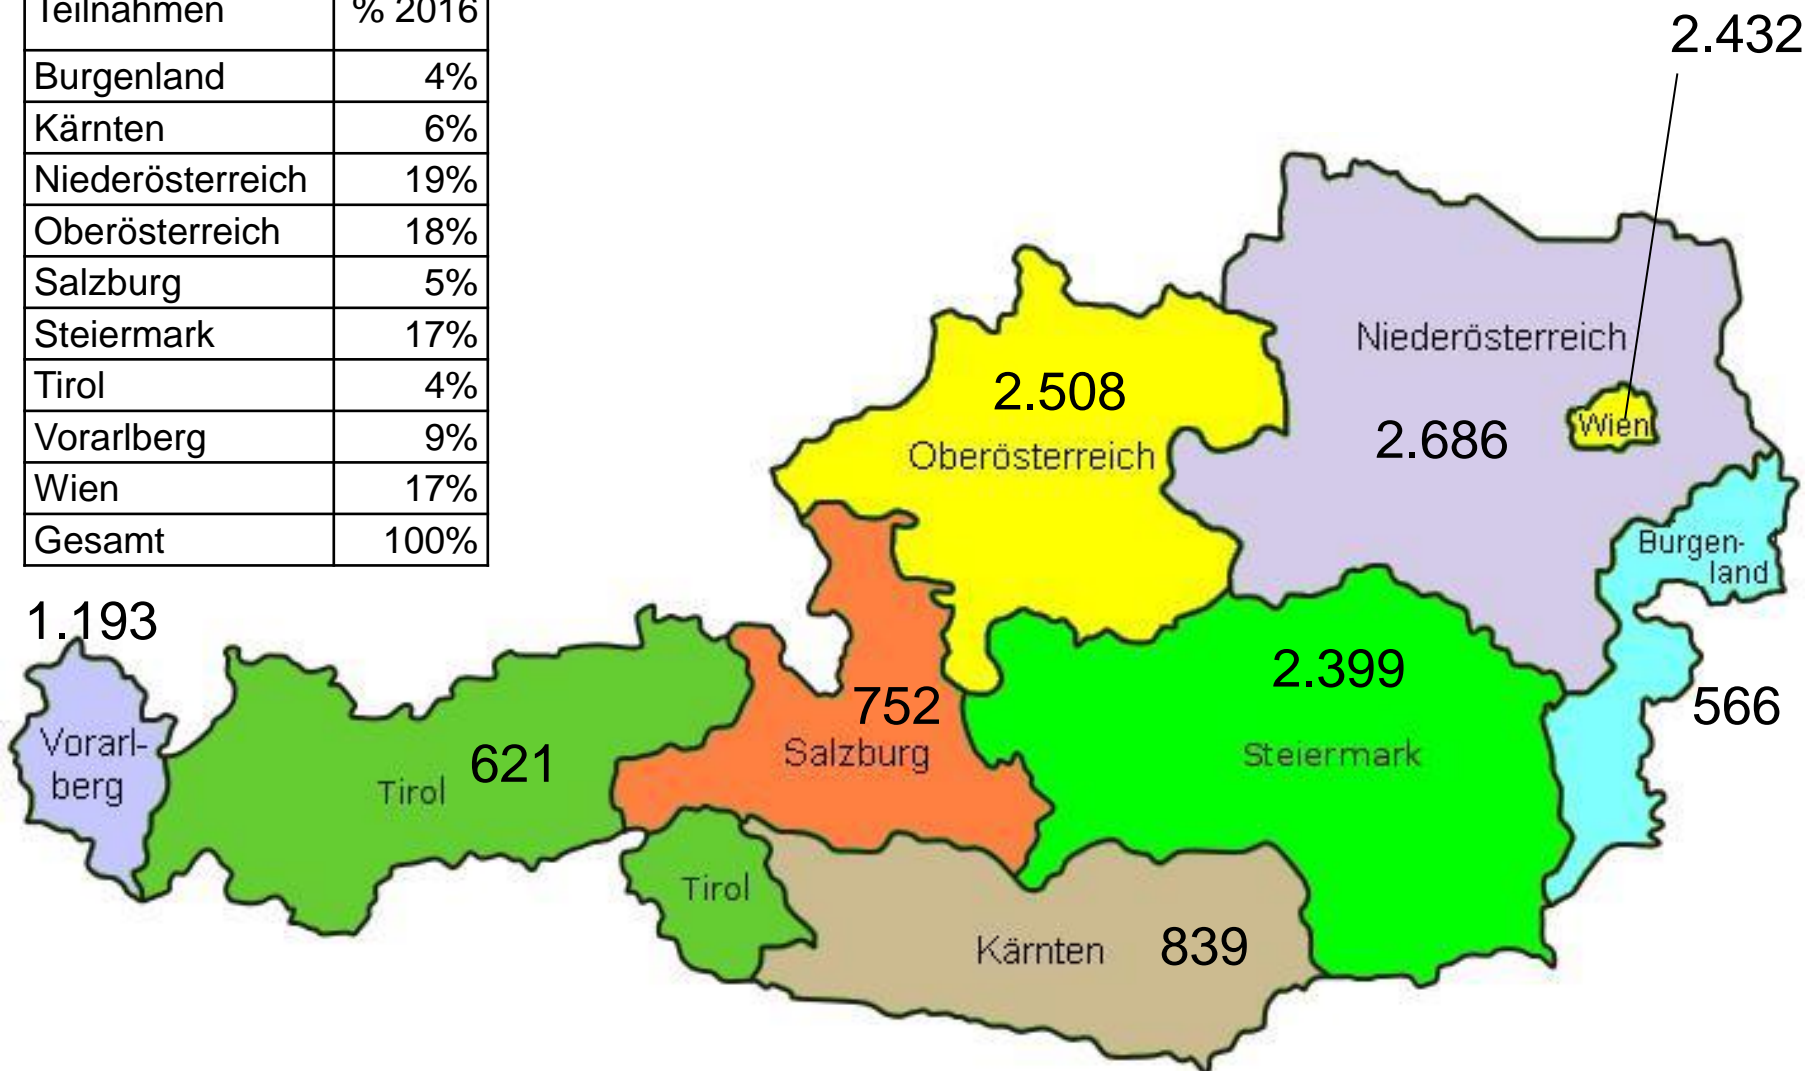 Teilnahmen % 2016
Burgenland 4%
Kärnten 6%
Niederösterreich 19%
Oberösterreich 18%
Salzburg 5%
Steiermark 17%
Tirol 4%
Vorarlberg 9%
Wien 17%
Gesamt 100%
2.432
Niederösterreich
2.508
Wien
2.686
Oberösterreich
Burgen-
land
1.193
2.399
752
566
Vorarl-
berg
Salzburg
Steiermark
621
Tirol
Tirol
Kärnten 839